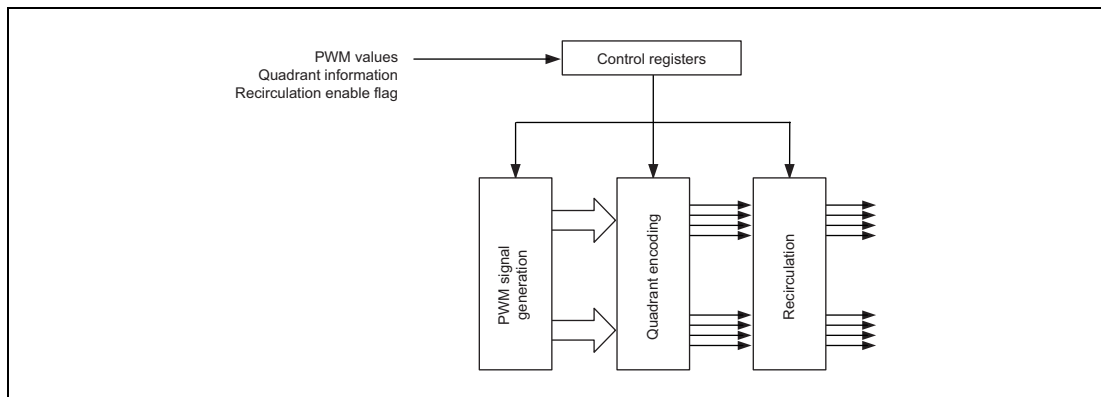 PWM values
Quadrant information
Recirculation enable flag
Control registers
PWM signal
generation
Quadrant encoding
Recirculation